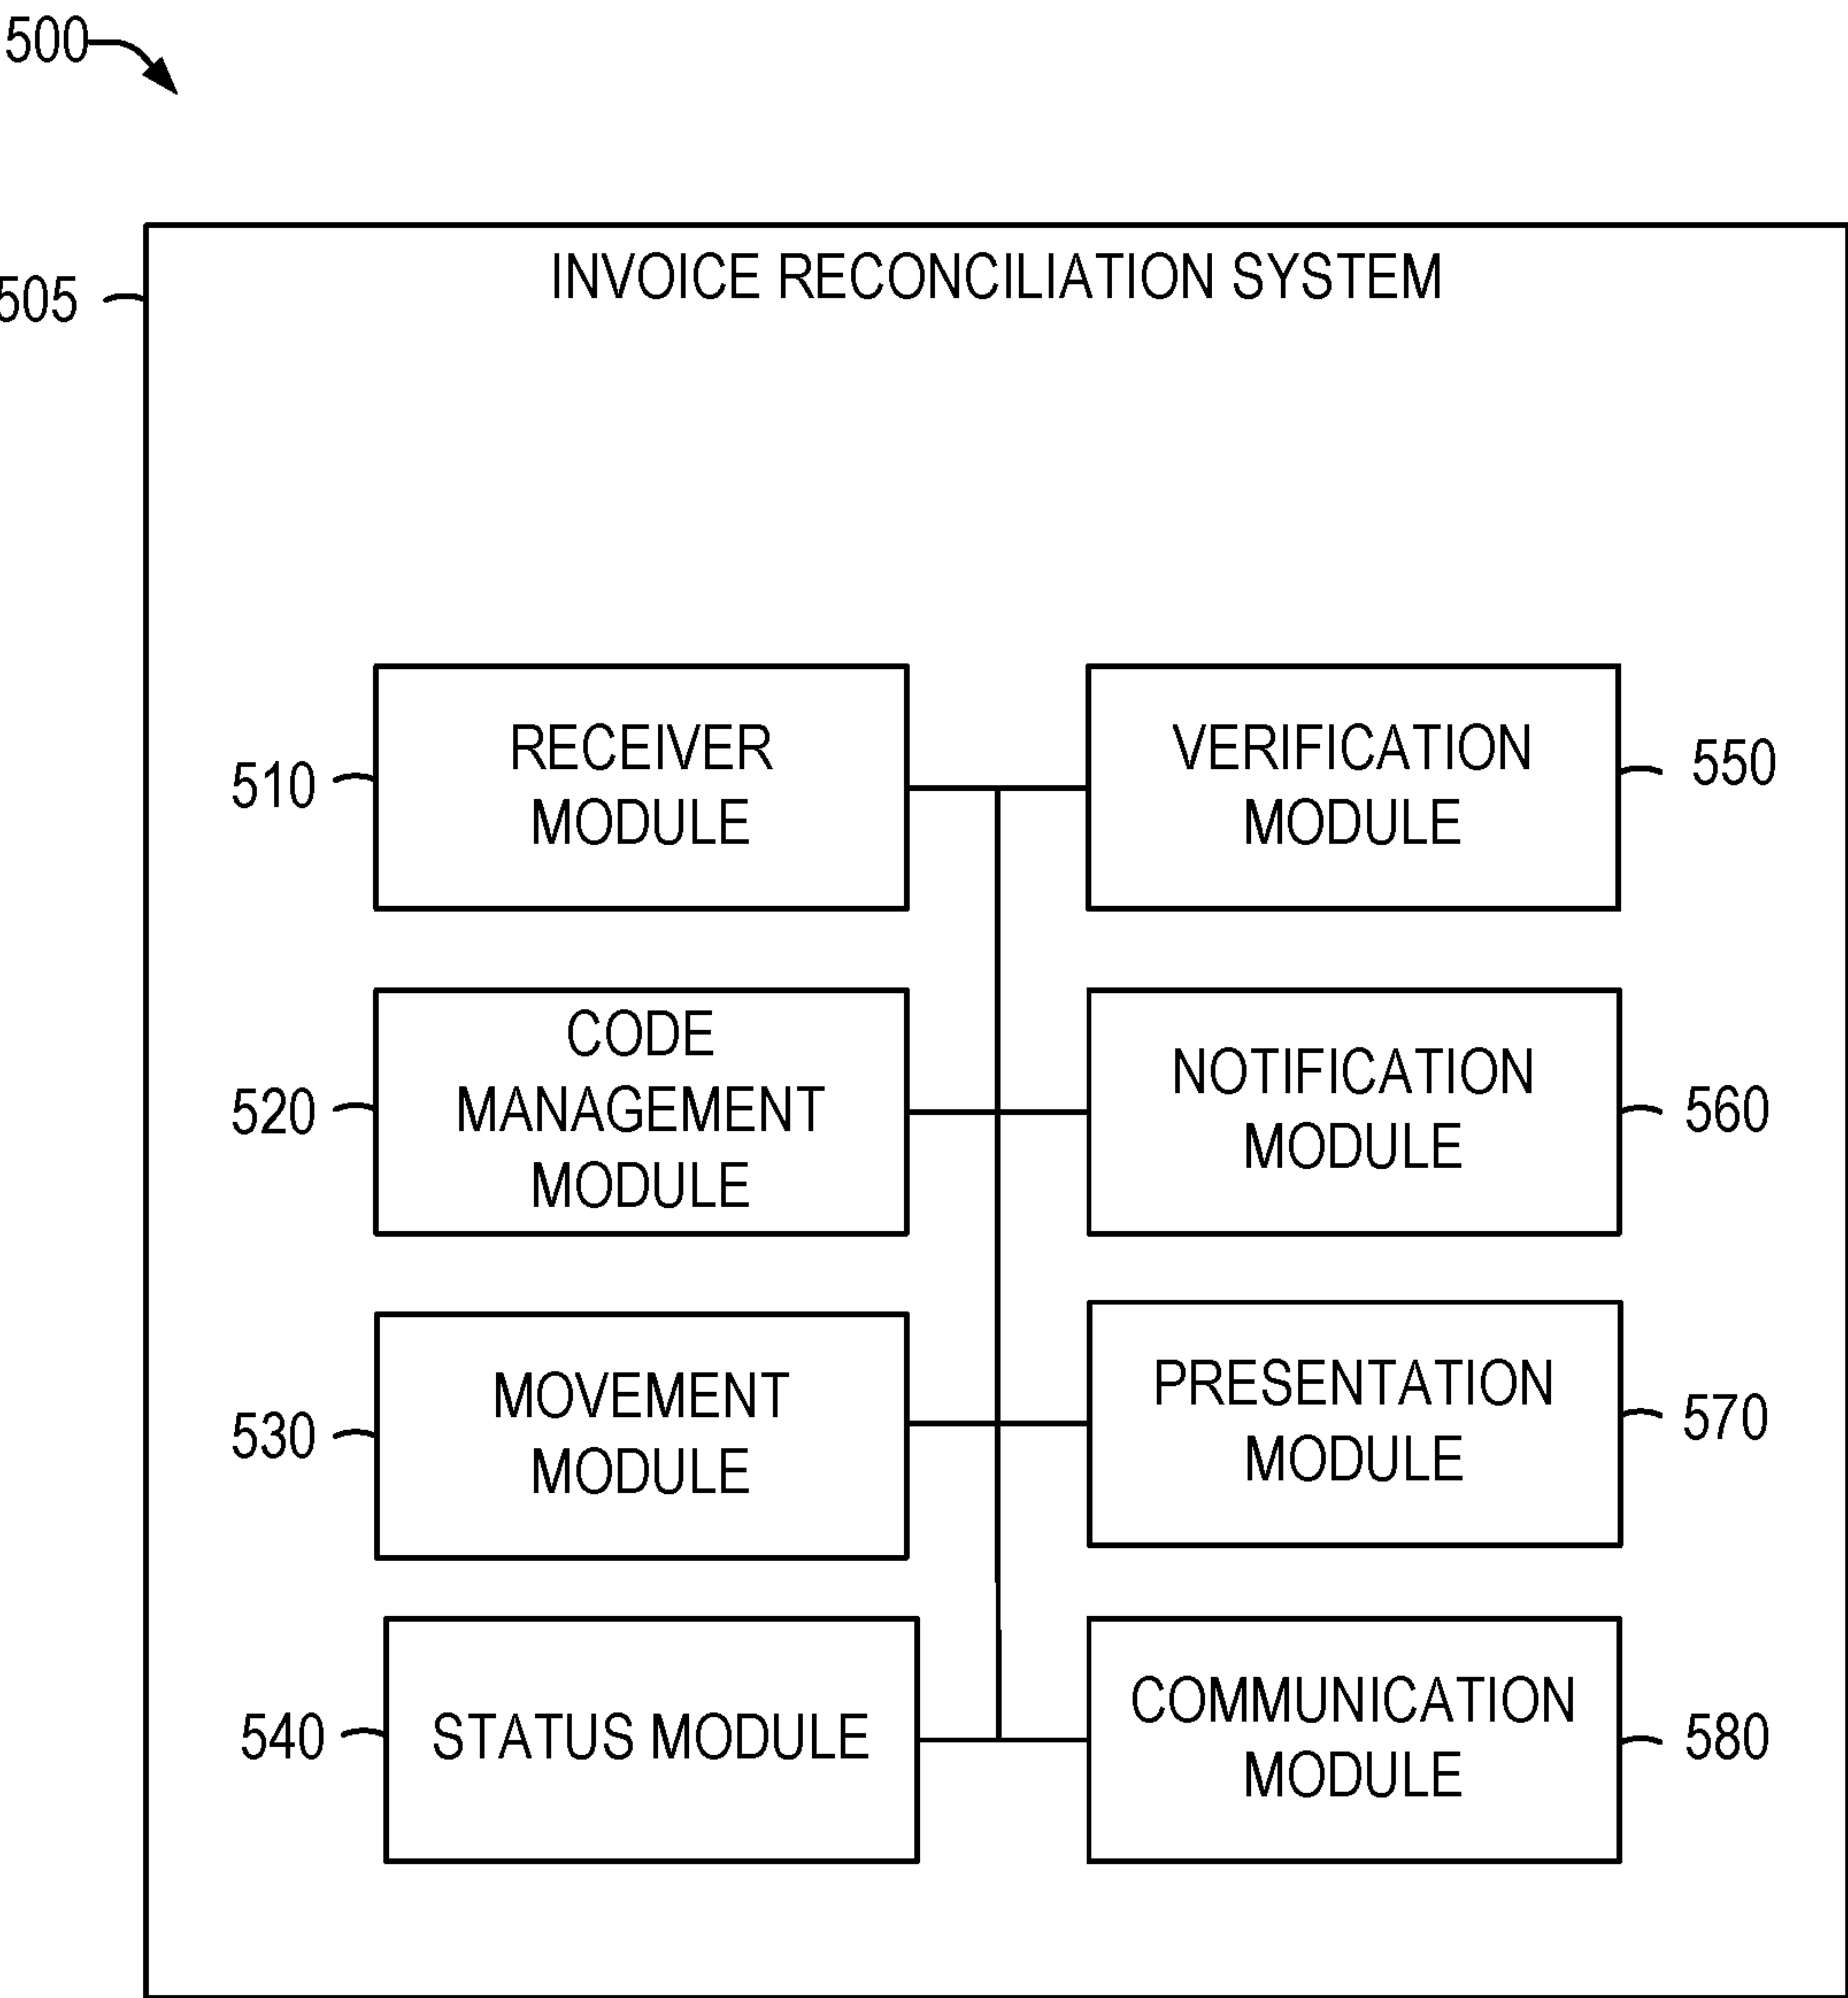 500
INVOICE RECONCILIATION SYSTEM
505
RECEIVER
MODULE
510
VERIFICATION
MODULE
550
CODE
MANAGEMENT
MODULE
520
NOTIFICATION
MODULE
560
MOVEMENT
MODULE
530
PRESENTATION
MODULE
570
STATUS MODULE
540
COMMUNICATION
MODULE
580